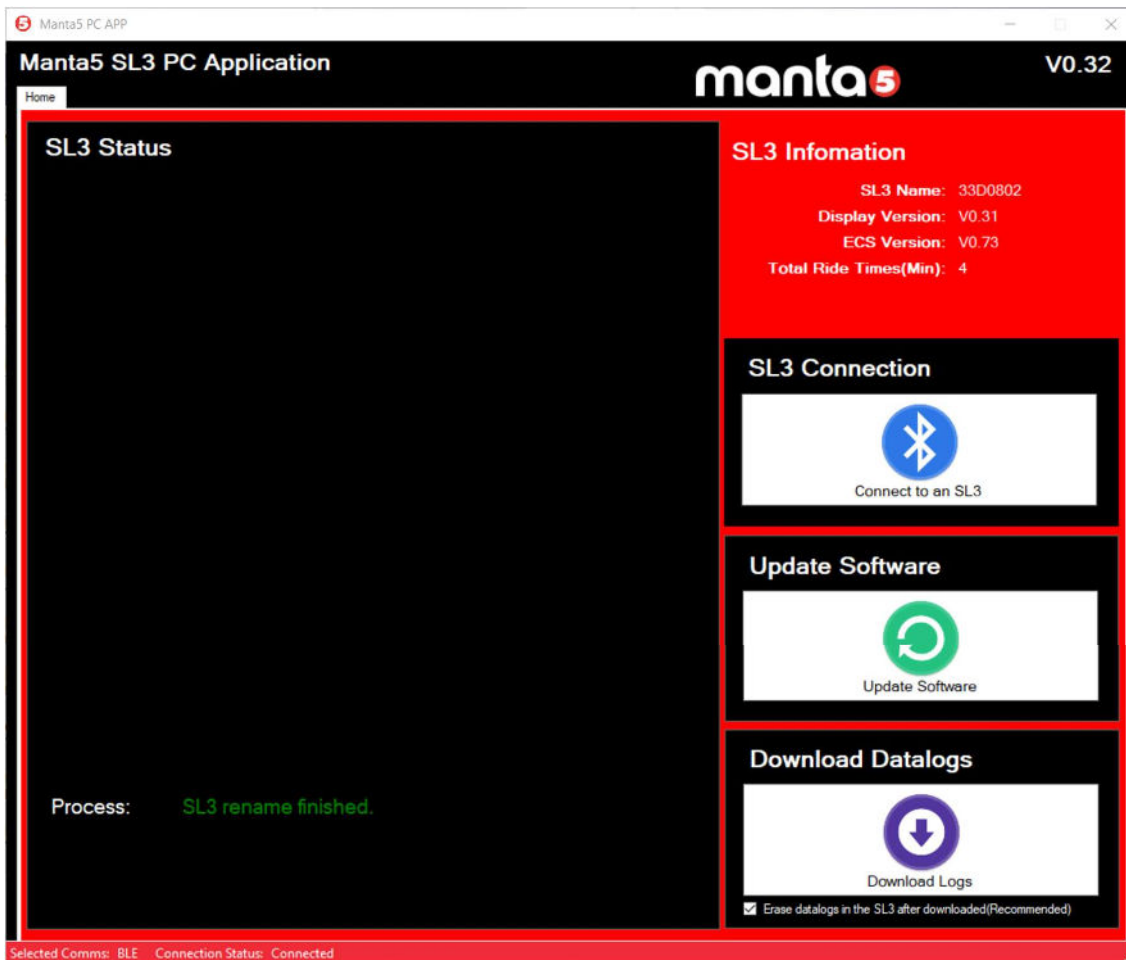 Manta5 PC APP
Manta5 SL3 PC Application
manta5
V0.32
Home
SL3 Status
SL3 Infomation
SL3 Name: 33D0802
Display Version: V0.31
ECS Version: V0.73
Total Ride Times(Min): 4
SL3 Connection
Connect to an SL3
Update Software
Update Software
Download Datalogs
Process: SL3 rename finished.
Download Logs
Erase datalogs in the SL3 after downloaded(Recommended)
Selected Comms: BLE Connection Status: Connected